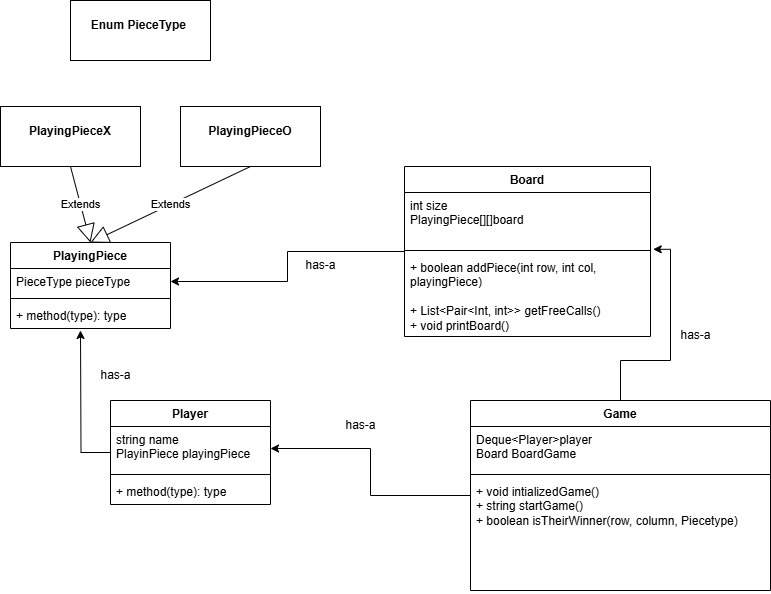 Enum PieceType
PlayingPieceX
PlayingPieceO
Extends
Extends
PlayingPiece
PieceType pieceType
+ method(type): type
has-a
Board
int size
PlayingPiece[][]board
+ boolean addPiece(int row, int col,
playingPiece)
+ List<Pair<Int, int>> getFreeCalls()
+ void printBoard()
has-a
has-a
Player
string name
PlayinPiece playingPiece
+ method(type): type
has-a
Game
Deque<Player>player
Board BoardGame
+ void intializedGame()
+ string startGame()
+ boolean isTheirWinner(row, column, Piecetype)